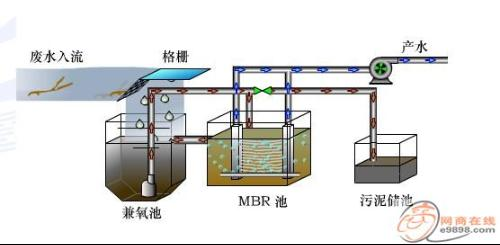 废水入流
格栅
产水
兼氧池
MBR 池
污泥储池
网商在线
e9898.com